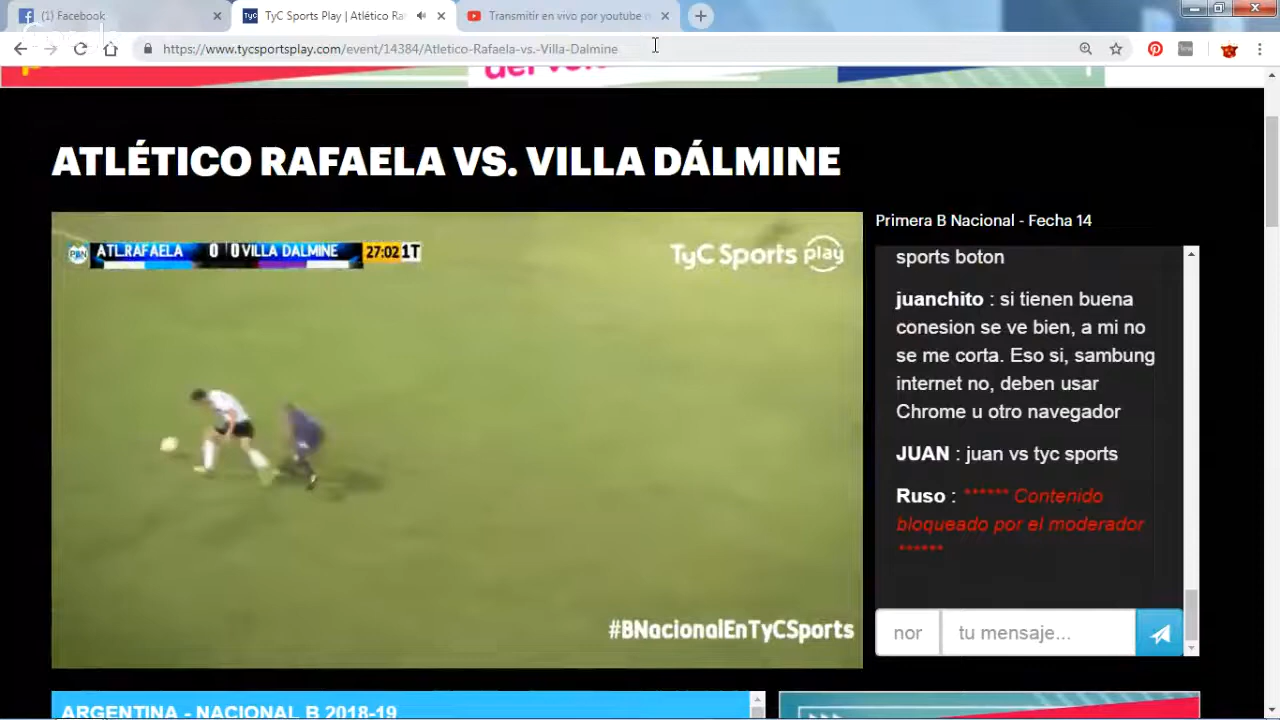 (1) Facebook
TyC Sports Play | Atlético Ra
Transmitir en vivo por youtube
https://www.tycsportsplay.com/event/14384/Atletico-Rafaela-vs.-Villa-Dalmine
ATLÉTICO RAFAELA VS. VILLA DÁLMINE
Primera B Nacional - Fecha 14
PBN ATL.RAFAELA 0 0 VILLA DALMINE 27:02 1T
TyC Sports play
sports boton
juanchito : si tienen buena
conesion se ve bien, a mi no
se me corta. Eso si, sambung
internet no, deben usar
Chrome u otro navegador
JUAN : juan vs tyc sports
Ruso : ****** Contenido
bloqueado por el moderador
******
#BNacionalEnTyCSports
nor
tu mensaje...
ARGENTINA - NACIONAL B 2018-19